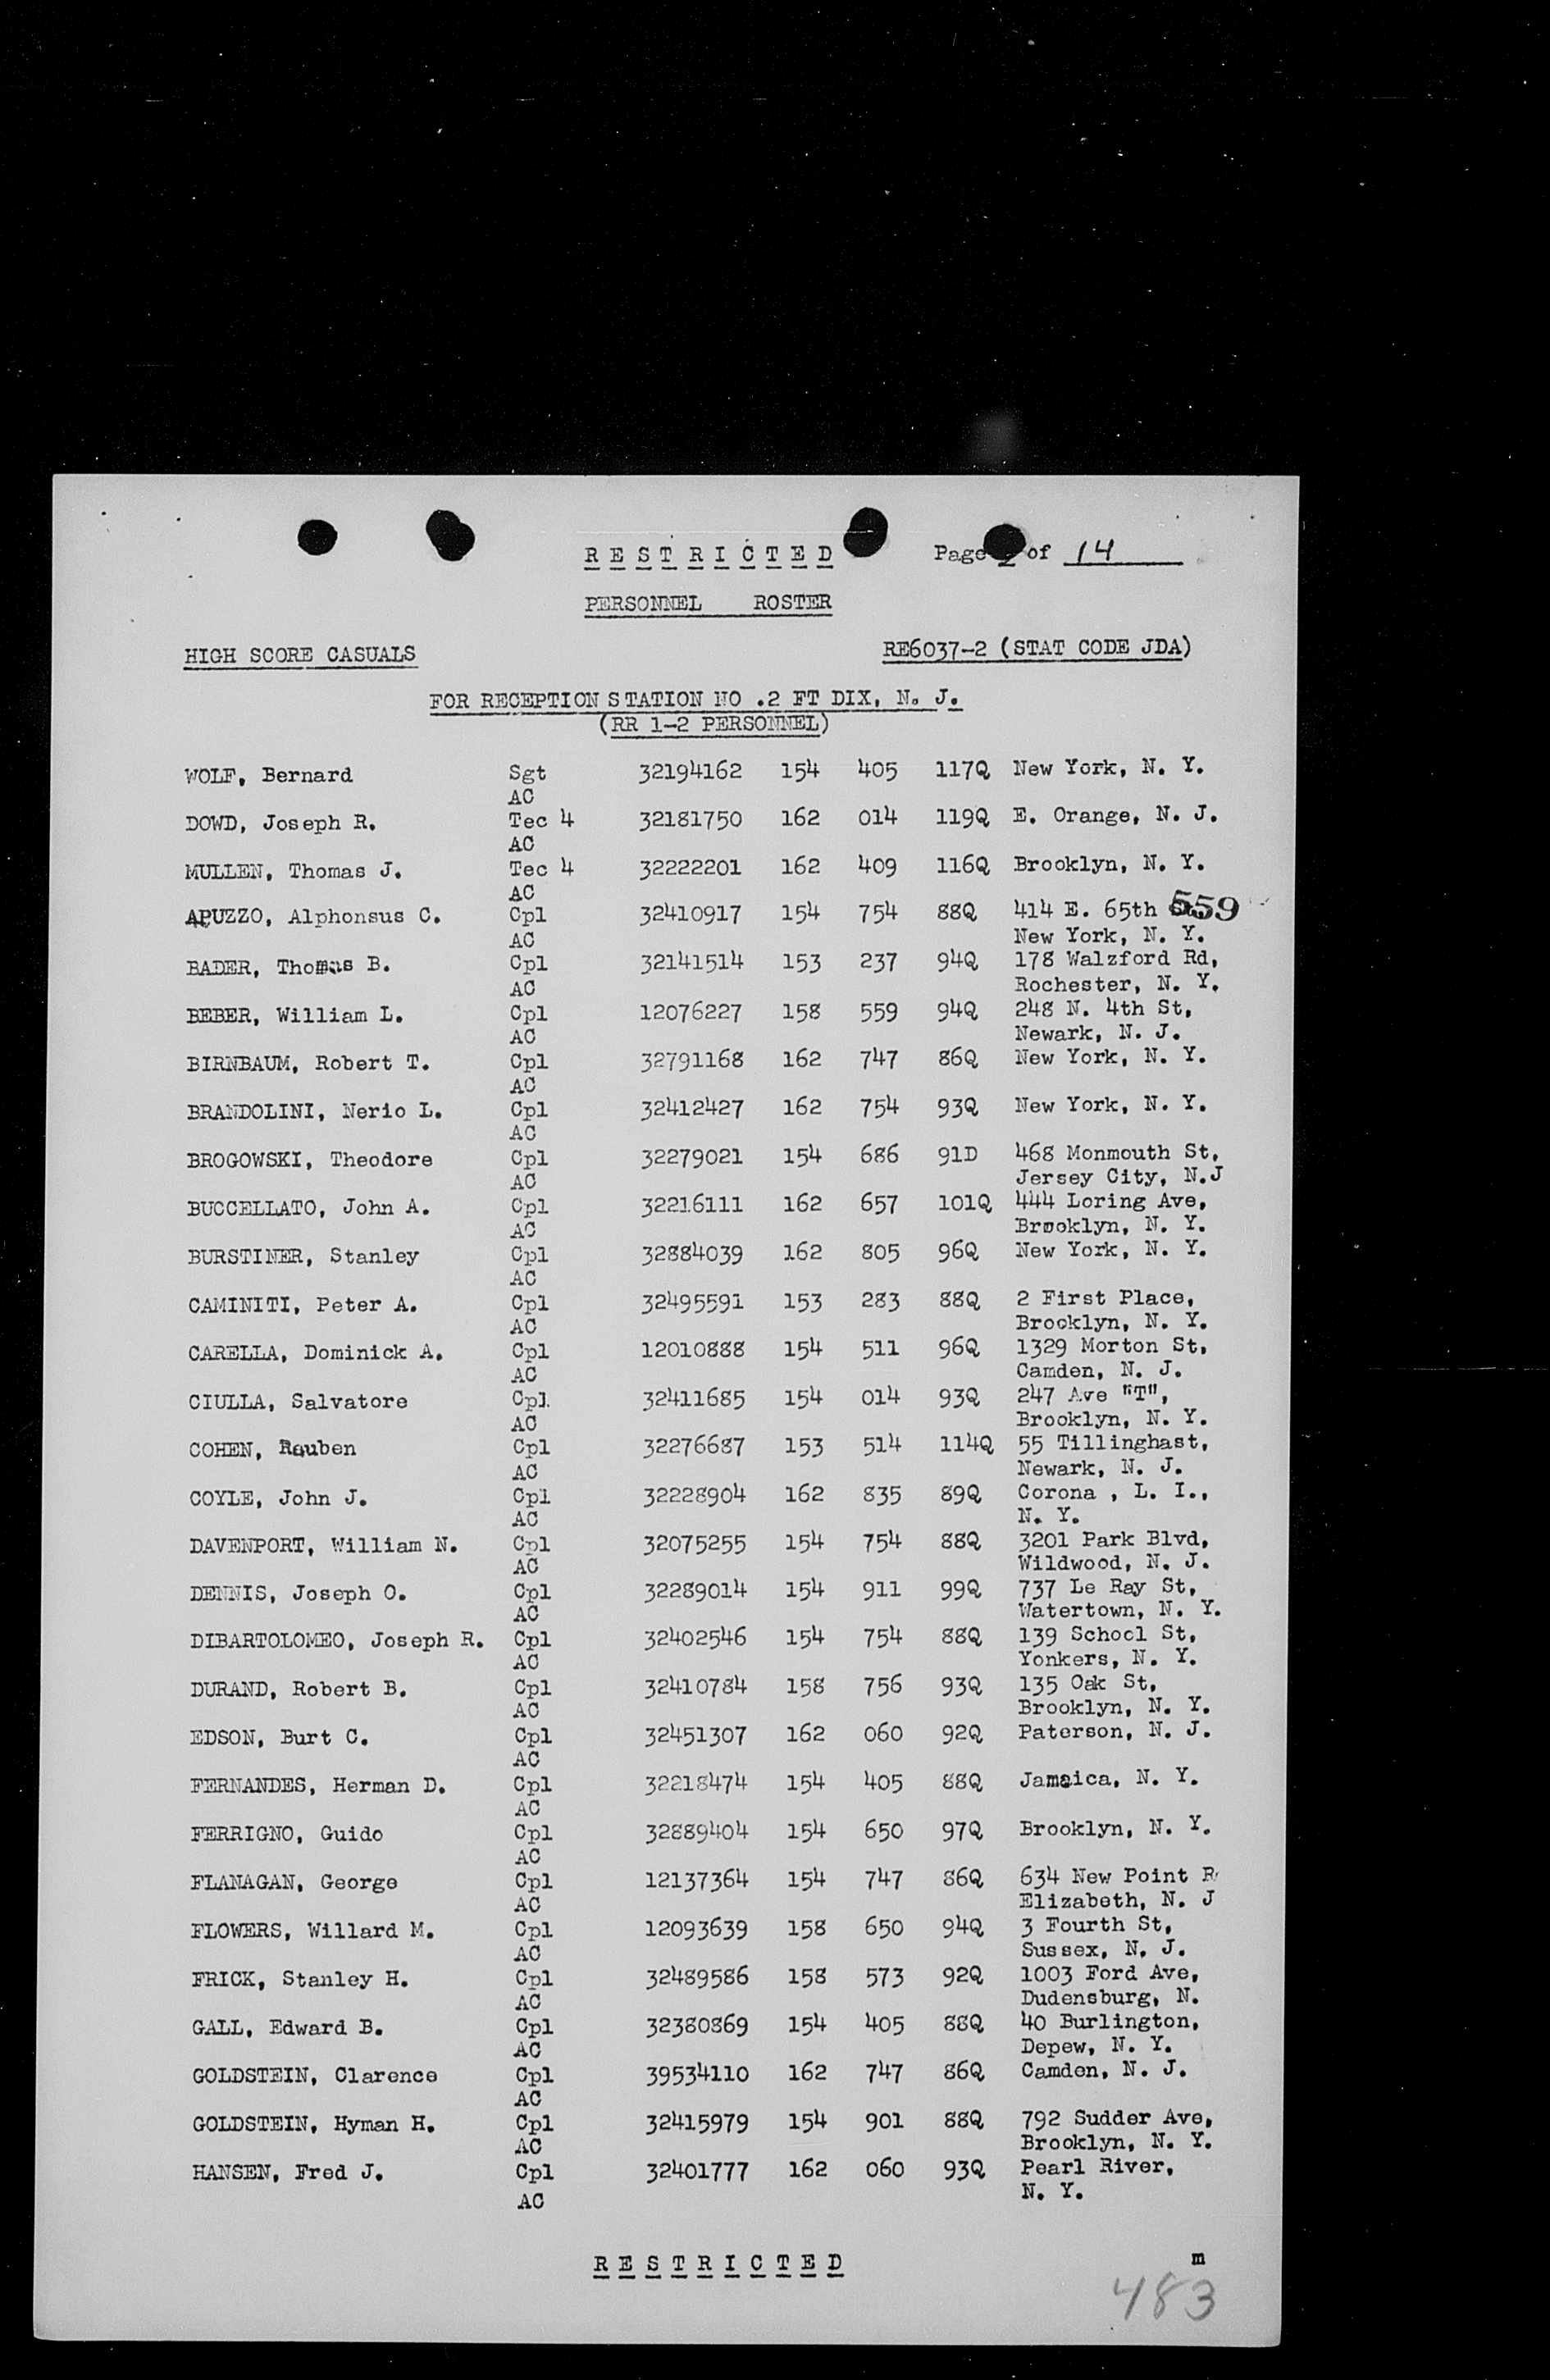 RESTRICTED Page 2 of 14
PERSONNEL ROSTER
HIGH SCORE CASUALS RE6037-2 (STAT CODE JDA)
FOR RECEPTION STATION NO .2 FT DIX, N. J.
(RR 1-2 PERSONNEL)
WOLF, Bernard Sgt 32194162 154 405 117Q New York, N. Y.
AC
DOWD, Joseph R. Tec 4 32181750 162 014 119Q E. Orange, N. J.
AC
MULLEN, Thomas J. Tec 4 32222201 162 409 116Q Brooklyn, N. Y.
AC
APUZZO, Alphonsus C. Cpl 32410917 154 754 88Q 414 E. 65th 559
AC New York, N. Y.
BADER, Thomas B. Cpl 32141514 153 237 94Q 178 Walzford Rd,
AC Rochester, N. Y.
BEBER, William L. Cpl 12076227 158 559 94Q 248 N. 4th St,
AC Newark, N. J.
BIRNBAUM, Robert T. Cpl 32791168 162 747 86Q New York, N. Y.
AC
BRANDOLINI, Nerio L. Cpl 32412427 162 754 93Q New York, N. Y.
AC
BROGOWSKI, Theodore Cpl 32279021 154 686 91D 468 Monmouth St,
AC Jersey City, N.J
BUCCELLATO, John A. Cpl 32216111 162 657 101Q 444 Loring Ave,
AC Brooklyn, N. Y.
BURSTINER, Stanley Cpl 32884039 162 805 96Q New York, N. Y.
AC
CAMINITI, Peter A. Cpl 32495591 153 283 88Q 2 First Place,
AC Brooklyn, N. Y.
CARELLA, Dominick A. Cpl 12010888 154 511 96Q 1329 Morton St,
AC Camden, N. J.
CIULLA, Salvatore Cpl 32411685 154 014 93Q 247 Ave "T",
AC Brooklyn, N. Y.
COHEN, Rauben Cpl 32276687 153 514 114Q 55 Tillinghast,
AC Newark, N. J.
COYLE, John J. Cpl 32228904 162 835 89Q Corona , L. I.,
AC N. Y.
DAVENPORT, William N. Cpl 32075255 154 754 88Q 3201 Park Blvd,
AC Wildwood, N. J.
DENNIS, Joseph O. Cpl 32289014 154 911 99Q 737 Le Ray St,
AC Watertown, N. Y.
DIBARTOLOMEO, Joseph R. Cpl 32402546 154 754 88Q 139 School St,
AC Yonkers, N. Y.
DURAND, Robert B. Cpl 32410784 158 756 93Q 135 Oak St,
AC Brooklyn, N. Y.
EDSON, Burt C. Cpl 32451307 162 060 92Q Paterson, N. J.
AC
FERNANDES, Herman D. Cpl 32218474 154 405 88Q Jamaica, N. Y.
AC
FERRIGNO, Guido Cpl 32889404 154 650 97Q Brooklyn, N. Y.
AC
FLANAGAN, George Cpl 12137364 154 747 86Q 634 New Point
AC Elizabeth, N. J
FLOWERS, Willard M. Cpl 12093639 158 650 94Q 3 Fourth St,
AC Sussex, N. J.
FRICK, Stanley H. Cpl 32489586 158 573 92Q 1003 Ford Ave,
AC Dudensburg, N.
GALL, Edward B. Cpl 32380869 154 405 88Q 40 Burlington,
AC Depew, N. Y.
GOLDSTEIN, Clarence Cpl 39534110 162 747 86Q Camden, N. J.
AC
GOLDSTEIN, Hyman H. Cpl 32415979 154 901 88Q 792 Sudder Ave,
AC Brooklyn, N. Y.
HANSEN, Fred J. Cpl 32401777 162 060 93Q Pearl River,
AC N. Y.
RESTRICTED m
483